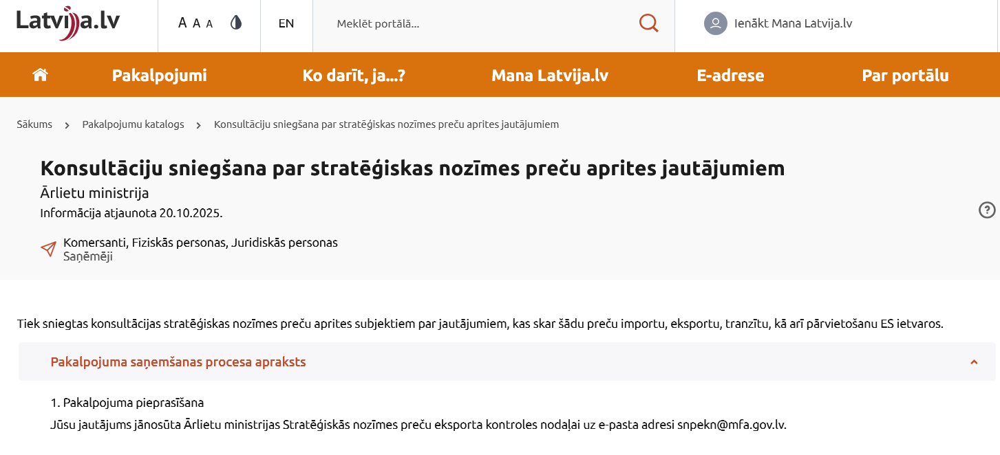 Latvija.lv
A A A
EN
Meklēt portālā...
Ienākt Mana Latvija.lv
Pakalpojumi
Ko darīt, ja...?
Mana Latvija.lv
E-adrese
Par portālu
Sākums > Pakalpojumu katalogs > Konsultāciju sniegšana par stratēģiskas nozīmes preču aprites jautājumiem
Konsultāciju sniegšana par stratēģiskas nozīmes preču aprites jautājumiem
Ārlietu ministrija
Informācija atjaunota 20.10.2025.
?
Komersanti, Fiziskās personas, Juridiskās personas
Saņēmēji
Tiek sniegtas konsultācijas stratēģiskas nozīmes preču aprites subjektiem par jautājumiem, kas skar šādu preču importu, eksportu, tranzītu, kā arī pārvietošanu ES ietvaros.
Pakalpojuma saņemšanas procesa apraksts
1. Pakalpojuma pieprasīšana
Jūsu jautājums jānosūta Ārlietu ministrijas Stratēģiskās nozīmes preču eksporta kontroles nodaļai uz e-pasta adresi snpekn@mfa.gov.lv.